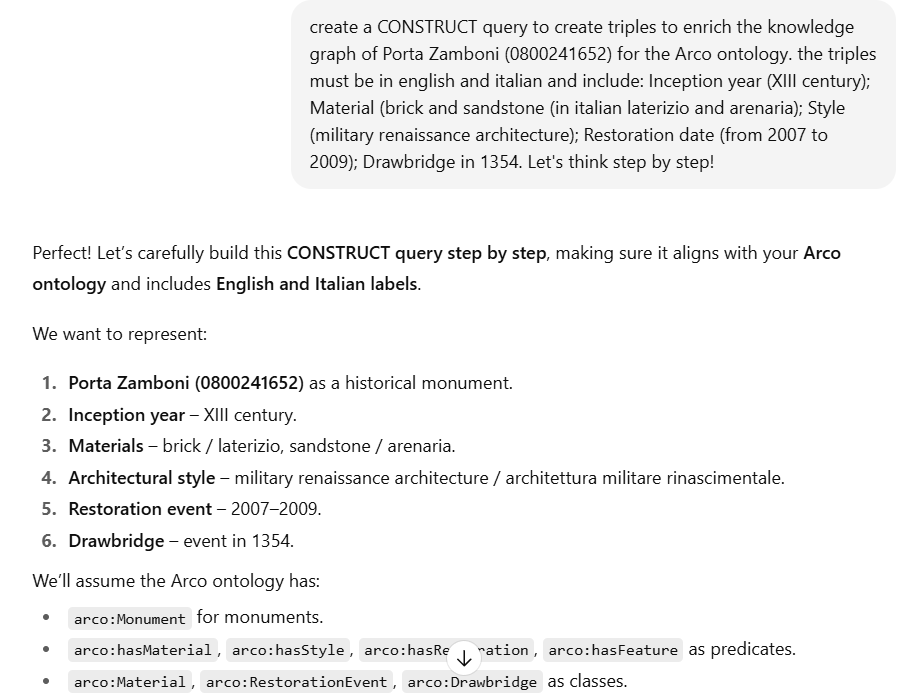 create a CONSTRUCT query to create triples to enrich the knowledge
graph of Porta Zamboni (0800241652) for the Arco ontology. the triples
must be in english and italian and include: Inception year (XIII century);
Material (brick and sandstone (in italian laterizio and arenaria); Style
(military renaissance architecture); Restoration date (from 2007 to
2009); Drawbridge in 1354. Let's think step by step!
Perfect! Let’s carefully build this CONSTRUCT query step by step, making sure it aligns with your Arco
ontology and includes English and Italian labels.
We want to represent:
1. Porta Zamboni (0800241652) as a historical monument.
2. Inception year – XIII century.
3. Materials – brick / laterizio, sandstone / arenaria.
4. Architectural style – military renaissance architecture / architettura militare rinascimentale.
5. Restoration event – 2007–2009.
6. Drawbridge – event in 1354.
We’ll assume the Arco ontology has:
• arco:Monument for monuments.
• arco:hasMaterial, arco:hasStyle, arco:hasFeature as predicates.
• arco:Material, arco:RestorationEvent, arco:Drawbridge as classes.